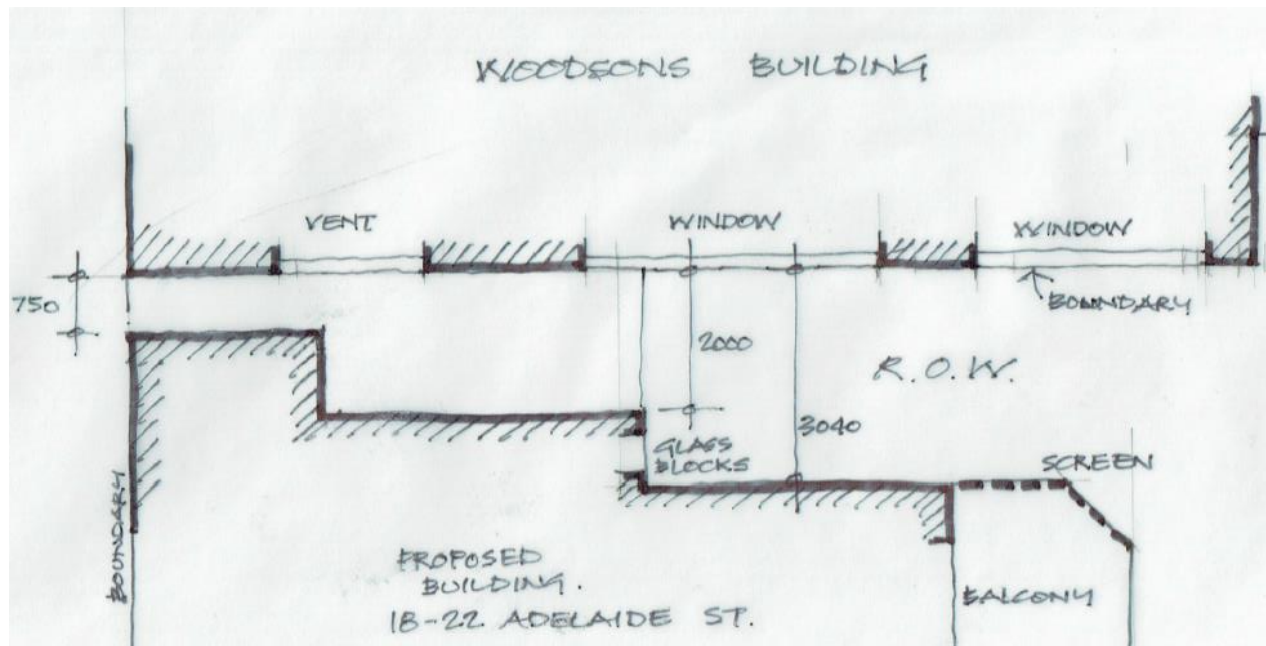 WOODSONS BUILDING
VENT
WINDOW
WINDOW
BOUNDARY
750
2000
R.O.W.
3040
GLASS
BLOCKS
SCREEN
BOUNDARY
PROPOSED
BUILDING.
18-22 ADELAIDE ST.
BALCONY